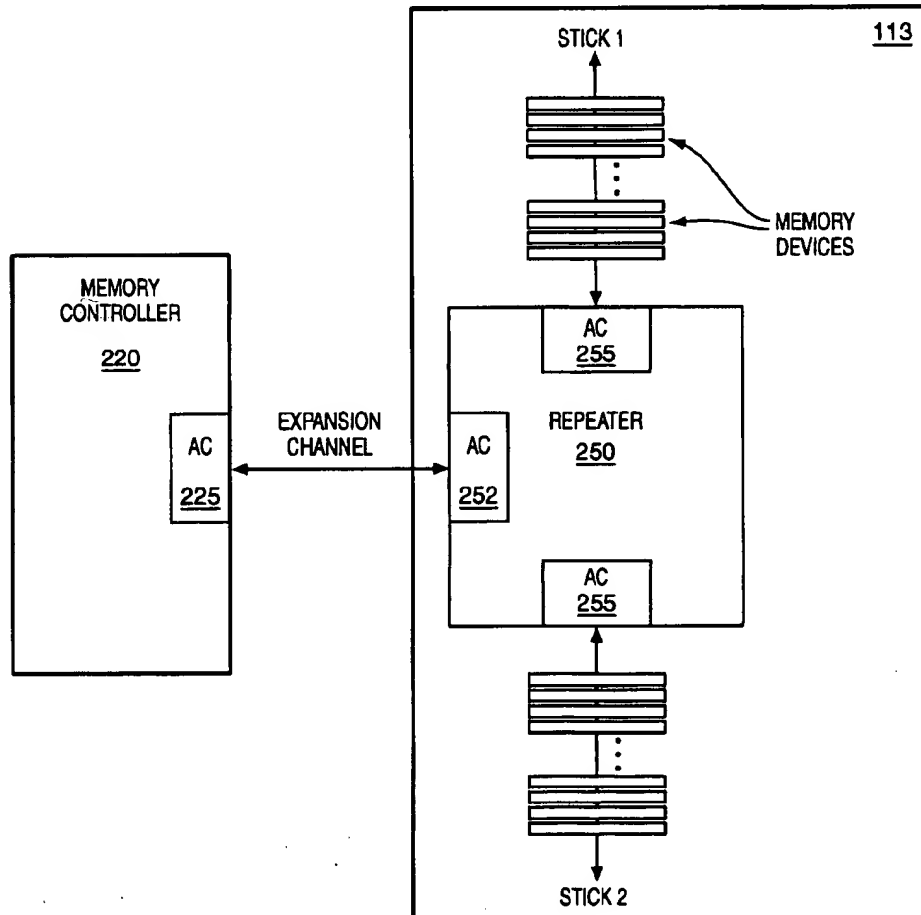 113
STICK 1
MEMORY
DEVICES
MEMORY
CONTROLLER
220
AC
225
EXPANSION
CHANNEL
AC
255
REPEATER
250
AC
252
AC
255
STICK 2